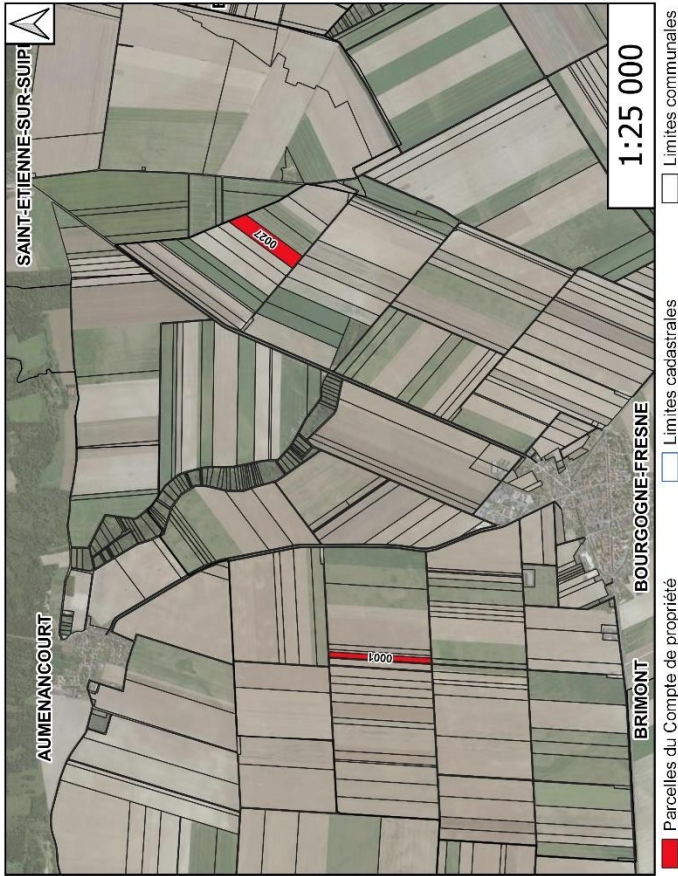 AUMENANCOURT
SAINT-ETIENNE-SUR-SUIP
0027
0001
1:25 000
BRIMONT
BOURGOGNE-FRESNE
Parcelles du Compte de propriété
Limites cadastrales
Limites communales